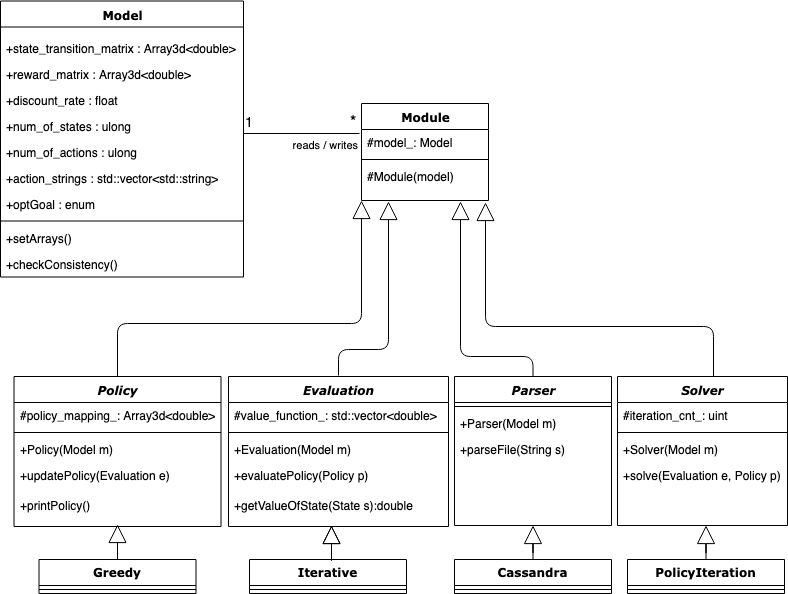 Model
+state_transition_matrix : Array3d<double>
+reward_matrix : Array3d<double>
+discount_rate : float
+num_of_states : ulong
+num_of_actions : ulong
+action_strings : std::vector<std::string>
+optGoal : enum
+setArrays()
+checkConsistency()
1
*
reads / writes
Module
#model_: Model
#Module(model)
Policy
#policy_mapping_: Array3d<double>
+Policy(Model m)
+updatePolicy(Evaluation e)
+printPolicy()
Evaluation
#value_function_: std::vector<double>
+Evaluation(Model m)
+evaluatePolicy(Policy p)
+getValueOfState(State s):double
Parser
+Parser(Model m)
+parseFile(String s)
Solver
#iteration_cnt_: uint
+Solver(Model m)
+solve(Evaluation e, Policy p)
Greedy
Iterative
Cassandra
PolicyIteration